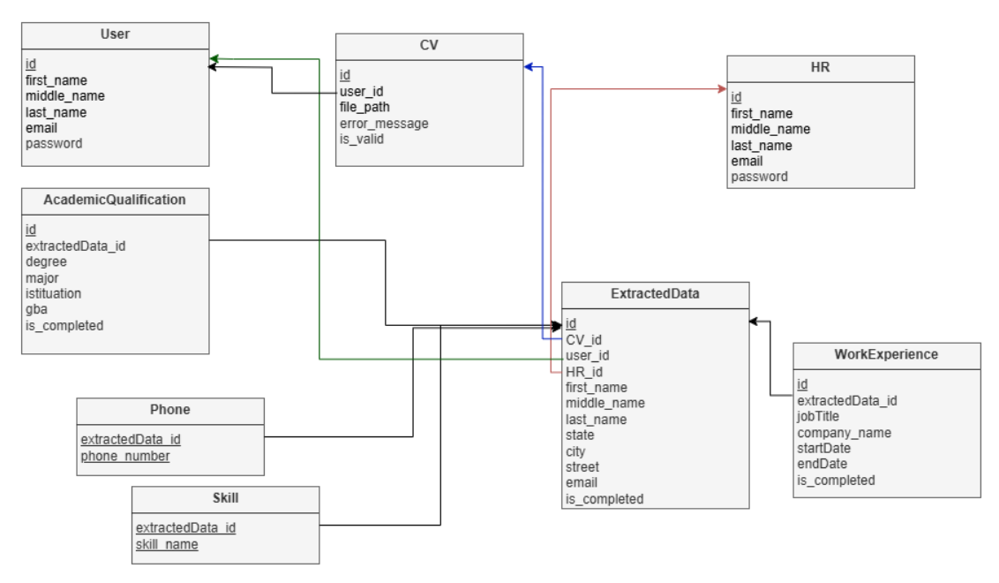 User
id
first_name
middle_name
last_name
email
password
CV
id
user_id
file_path
error_message
is_valid
HR
id
first_name
middle_name
last_name
email
password
AcademicQualification
id
extractedData_id
degree
major
istituation
gba
is_completed
ExtractedData
id
CV_id
user_id
HR_id
first_name
middle_name
last_name
state
city
street
email
is_completed
WorkExperience
id
extractedData_id
jobTitle
company_name
startDate
endDate
is_completed
Phone
extractedData_id
phone_number
Skill
extractedData_id
skill_name